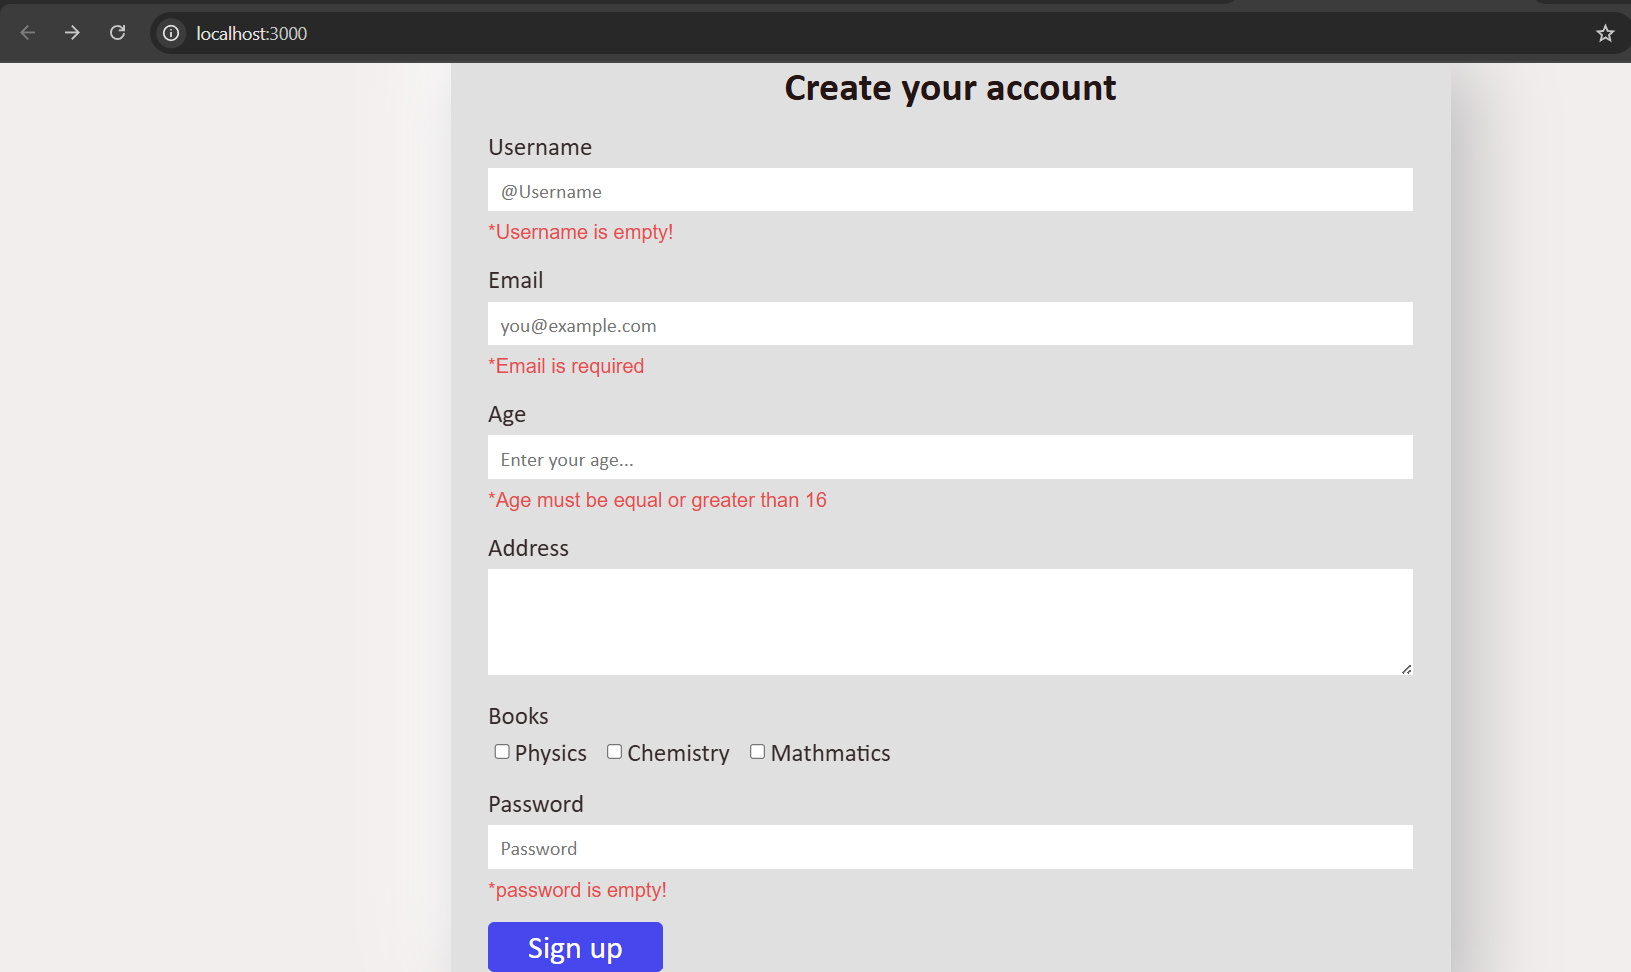 localhost:3000
Create your account
Username
@Username
*Username is empty!
Email
you@example.com
*Email is required
Age
Enter your age...
*Age must be equal or greater than 16
Address
Books
Physics Chemistry Mathmatics
Password
Password
*password is empty!
Sign up